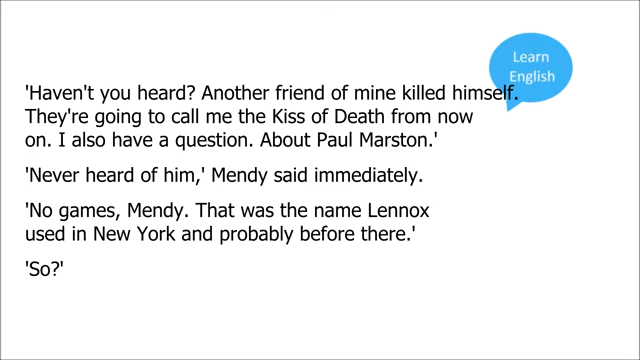 Learn
English
'Haven't you heard? Another friend of mine killed himself.
They're going to call me the Kiss of Death from now
on. I also have a question. About Paul Marston.'
'Never heard of him,' Mendy said immediately.
'No games, Mendy. That was the name Lennox
used in New York and probably before there.'
'So?'